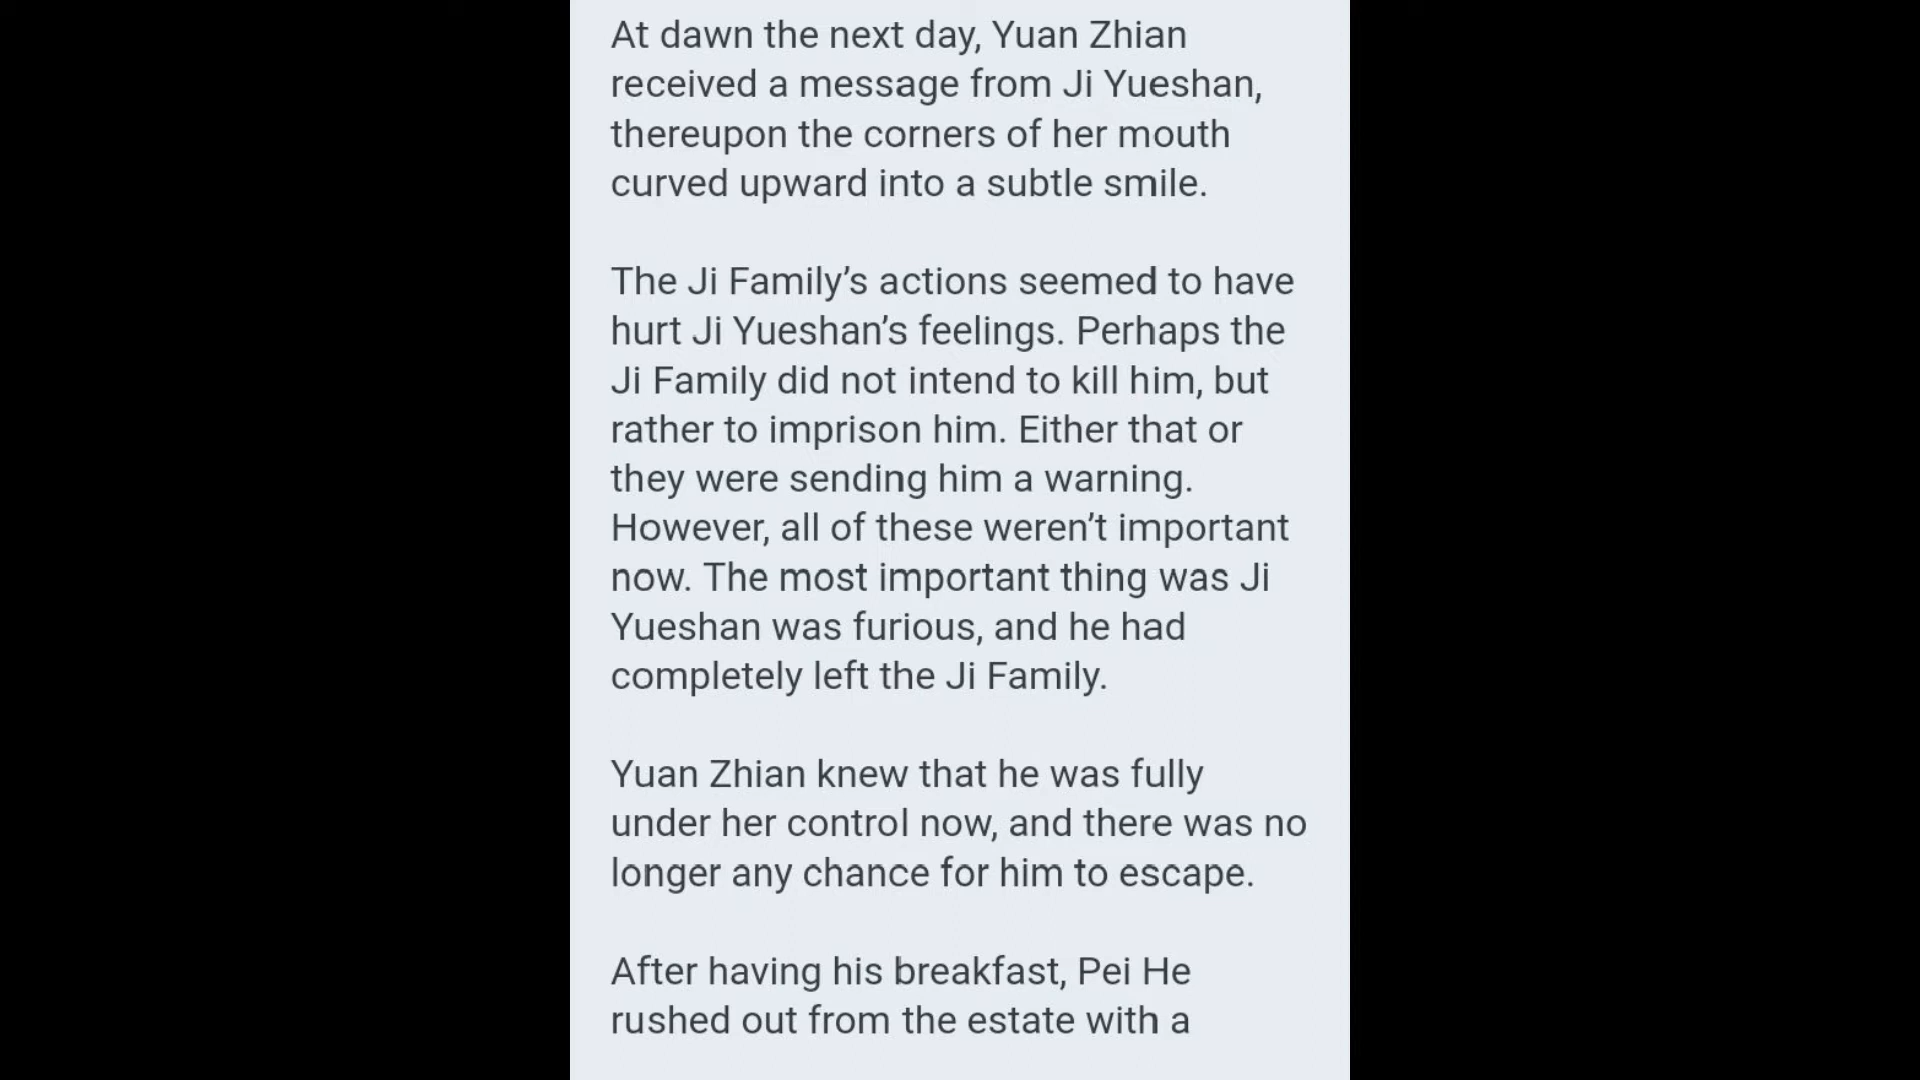 At dawn the next day, Yuan Zhian
received a message from Ji Yueshan,
thereupon the corners of her mouth
curved upward into a subtle smile.
The Ji Family’s actions seemed to have
hurt Ji Yueshan’s feelings. Perhaps the
Ji Family did not intend to kill him, but
rather to imprison him. Either that or
they were sending him a warning.
However, all of these weren’t important
now. The most important thing was Ji
Yueshan was furious, and he had
completely left the Ji Family.
Yuan Zhian knew that he was fully
under her control now, and there was no
longer any chance for him to escape.
After having his breakfast, Pei He
rushed out from the estate with a